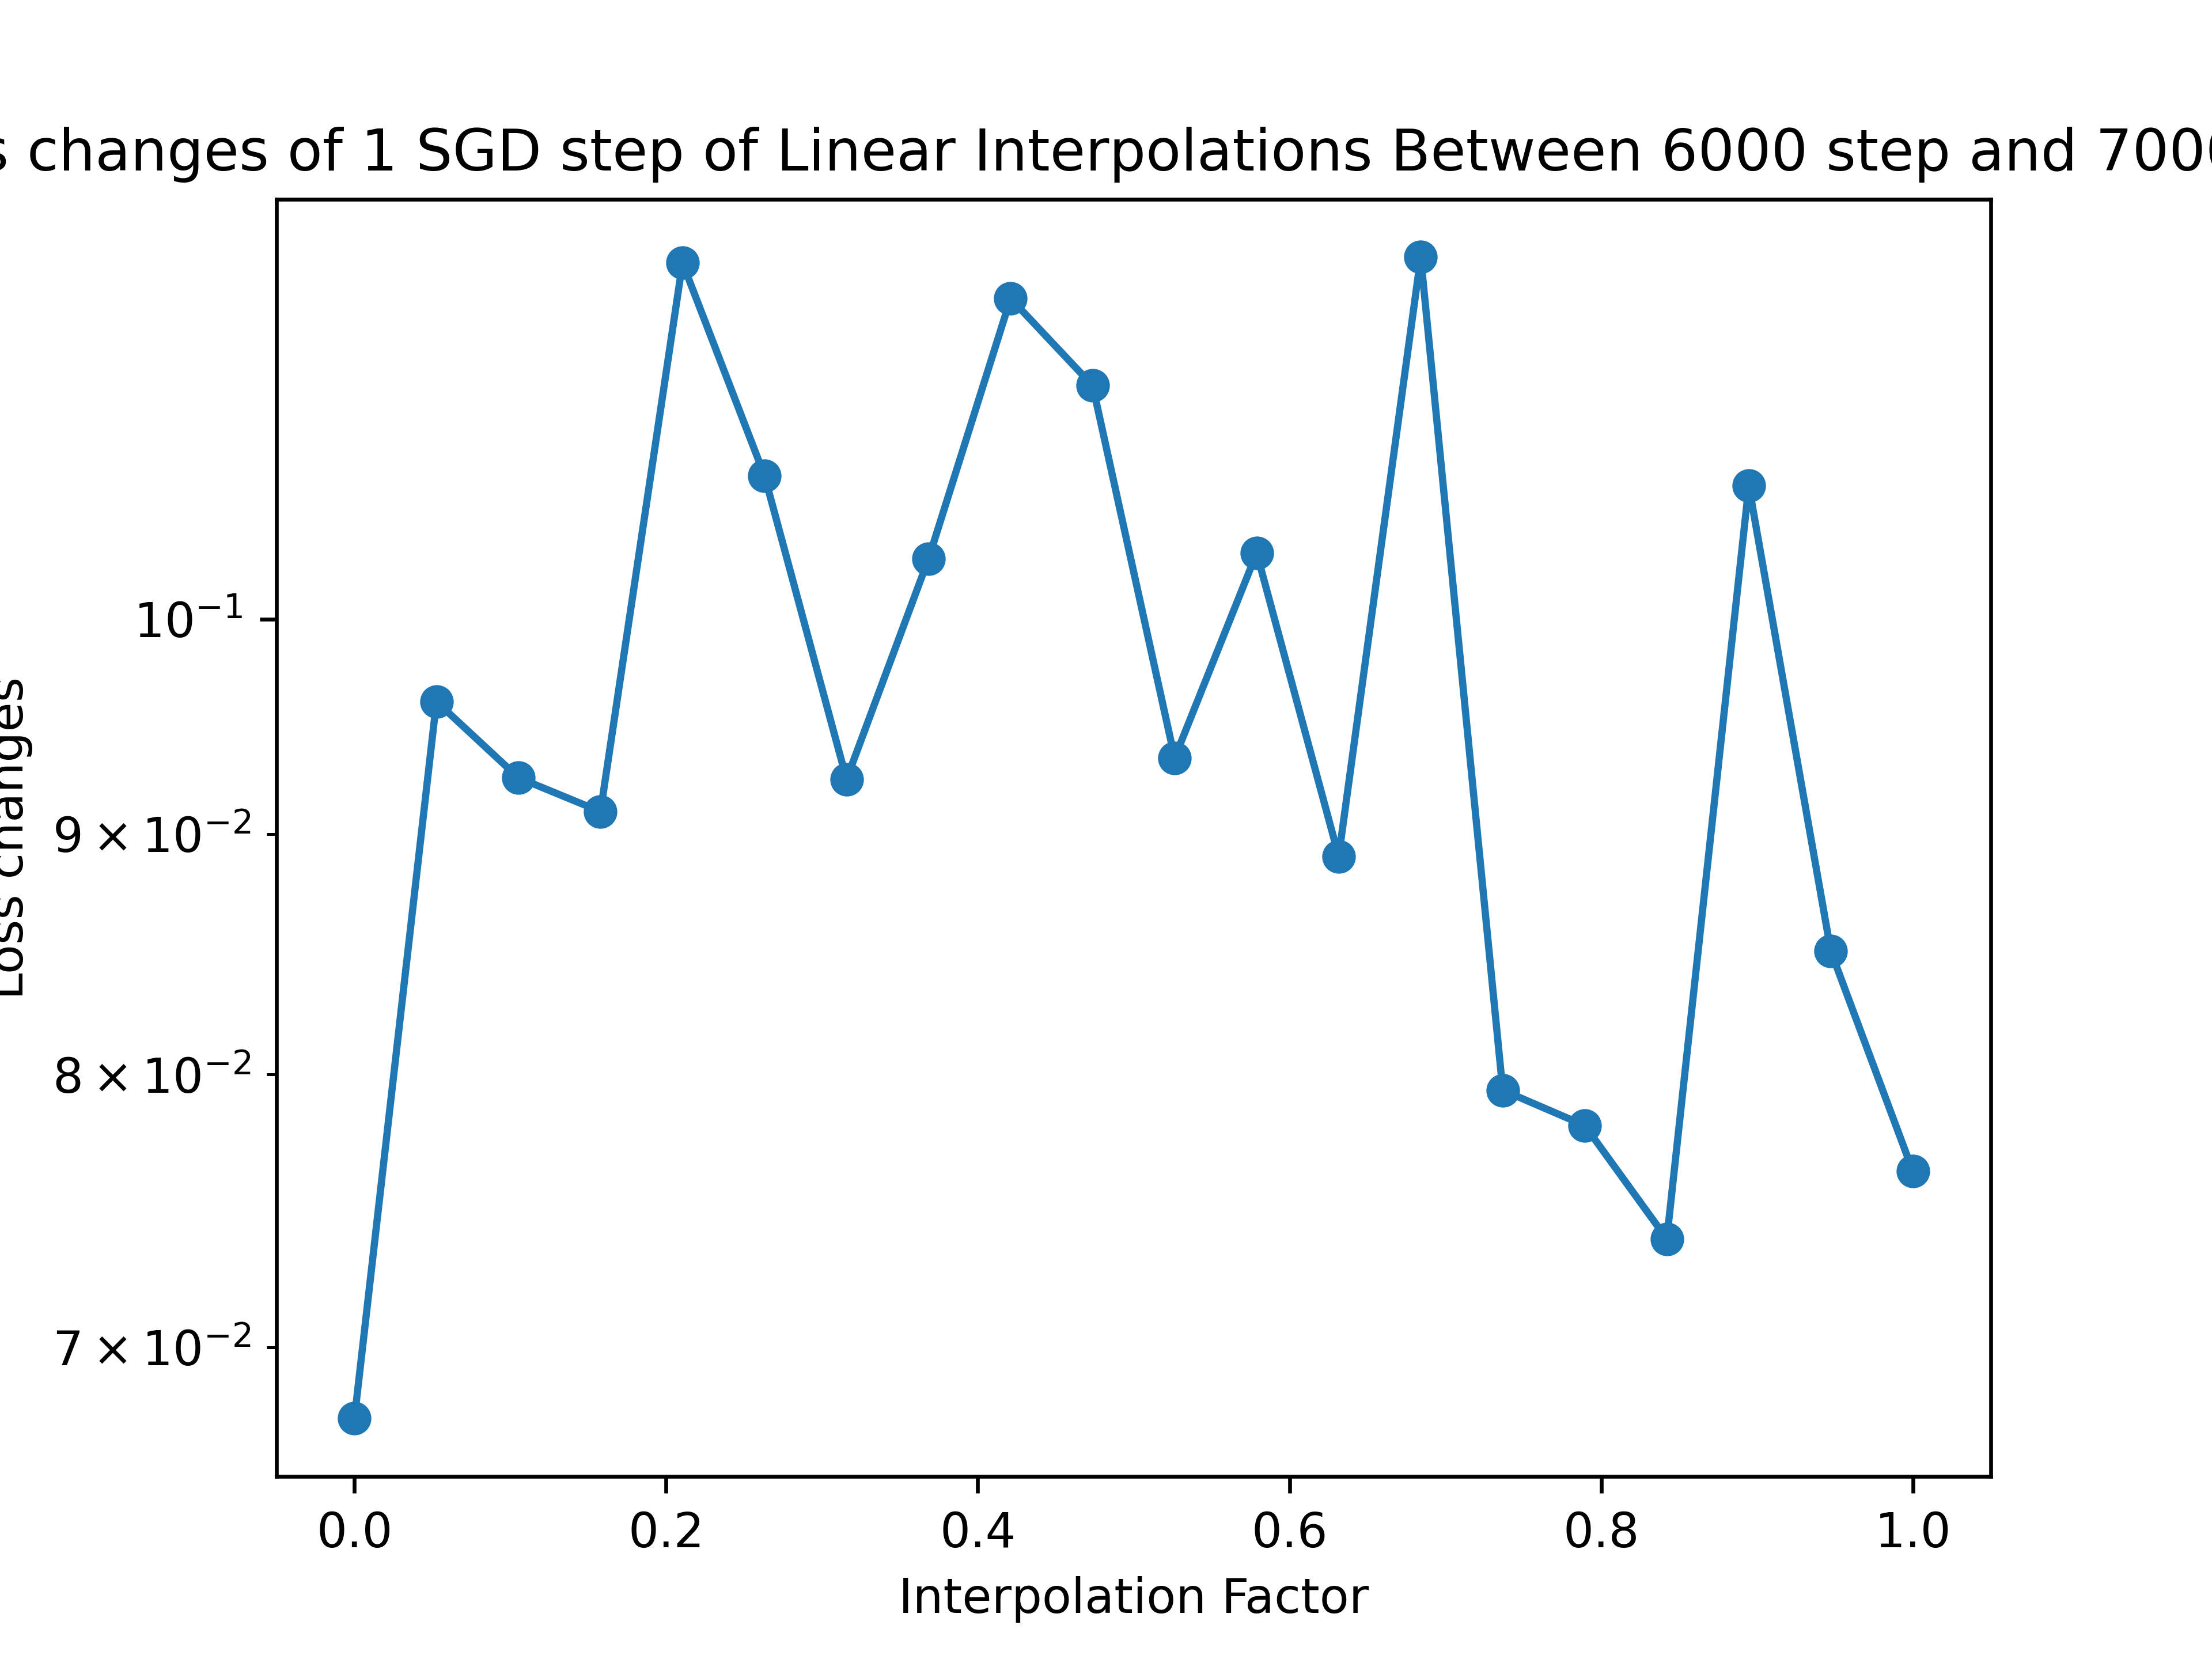 changes of 1 SGD step of Linear Interpolations Between 6000 step and 700
Loss changes
10⁻¹
9 × 10⁻²
8 × 10⁻²
7 × 10⁻²
0.0 0.2 0.4 0.6 0.8 1.0
Interpolation Factor